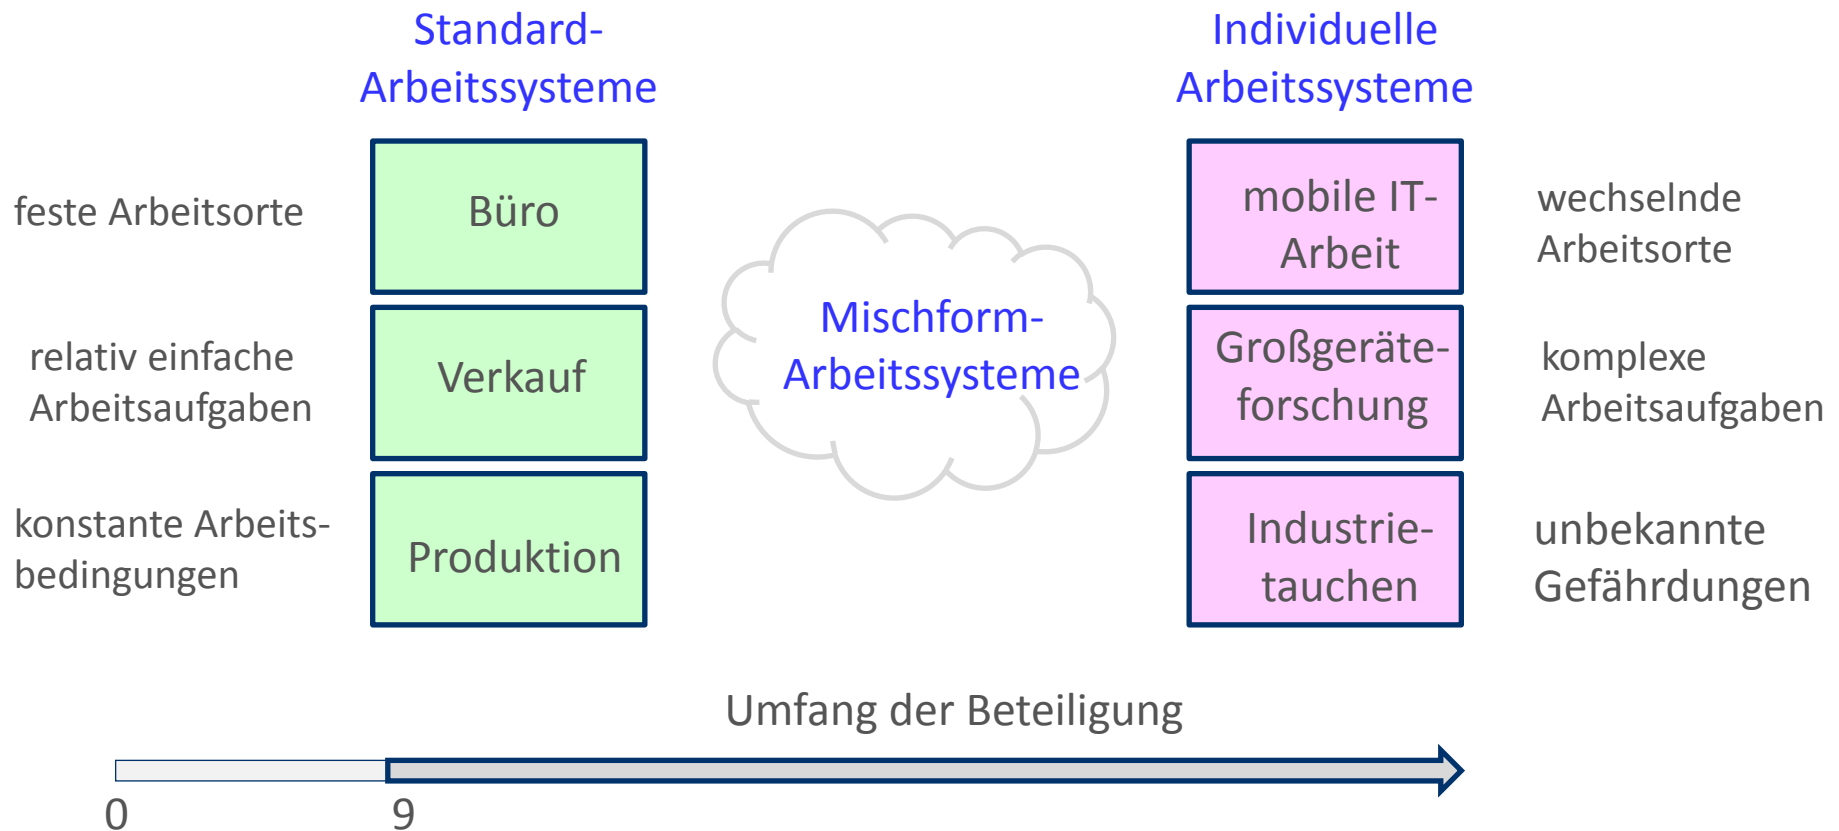 Standard-
Arbeitssysteme
Individuelle
Arbeitssysteme
feste Arbeitsorte
Büro
mobile IT-
Arbeit
wechselnde
Arbeitsorte
Mischform-
Arbeitssysteme
relativ einfache
Arbeitsaufgaben
Verkauf
Großgeräte-
forschung
komplexe
Arbeitsaufgaben
konstante Arbeits-
bedingungen
Produktion
Industrie-
tauchen
unbekannte
Gefährdungen
Umfang der Beteiligung
0
9